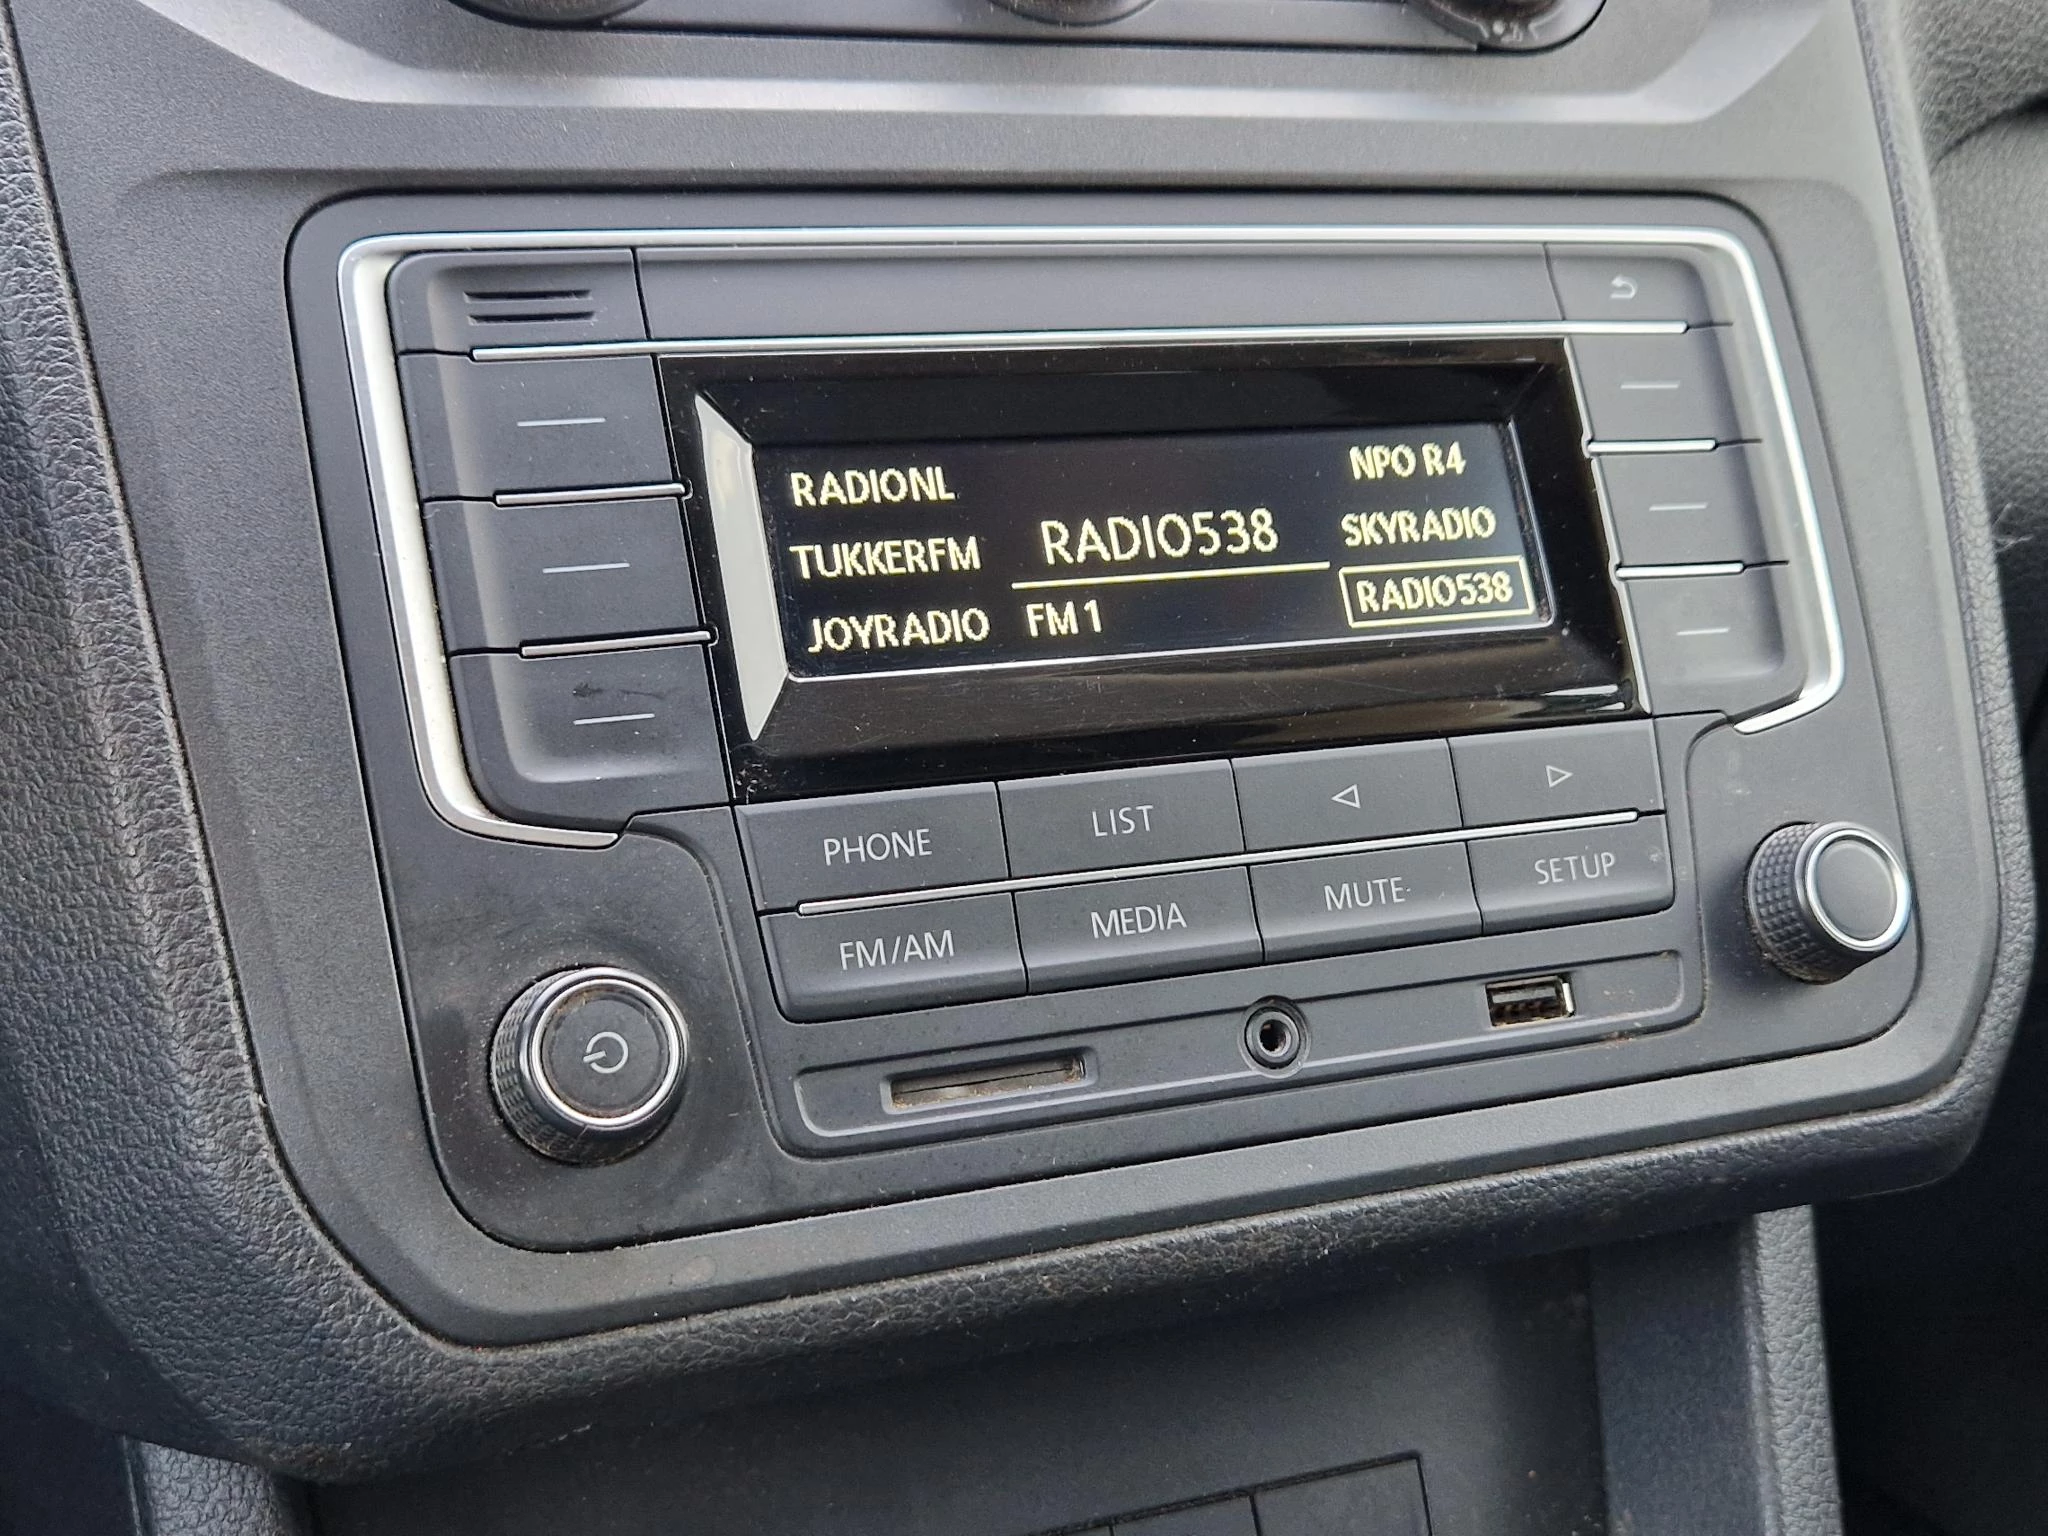 RADIONL
TUKKERFM
JOYRADIO
RADIO538
FM 1
NPO R4
SKYRADIO
RADIO538
PHONE
LIST
FM/AM
MEDIA
MUTE
SETUP